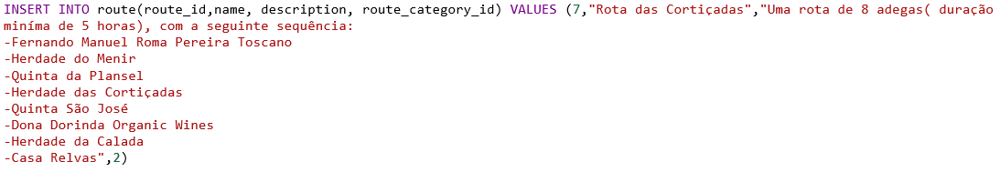 INSERT INTO route(route_id,name, description, route_category_id) VALUES (7,"Rota das Cortiçadas","Uma rota de 8 adegas( duração
miníma de 5 horas), com a seguinte sequência:
-Fernando Manuel Roma Pereira Toscano
-Herdade do Menir
-Quinta da Plansel
-Herdade das Cortiçadas
-Quinta São José
-Dona Dorinda Organic Wines
-Herdade da Calada
-Casa Relvas",2)